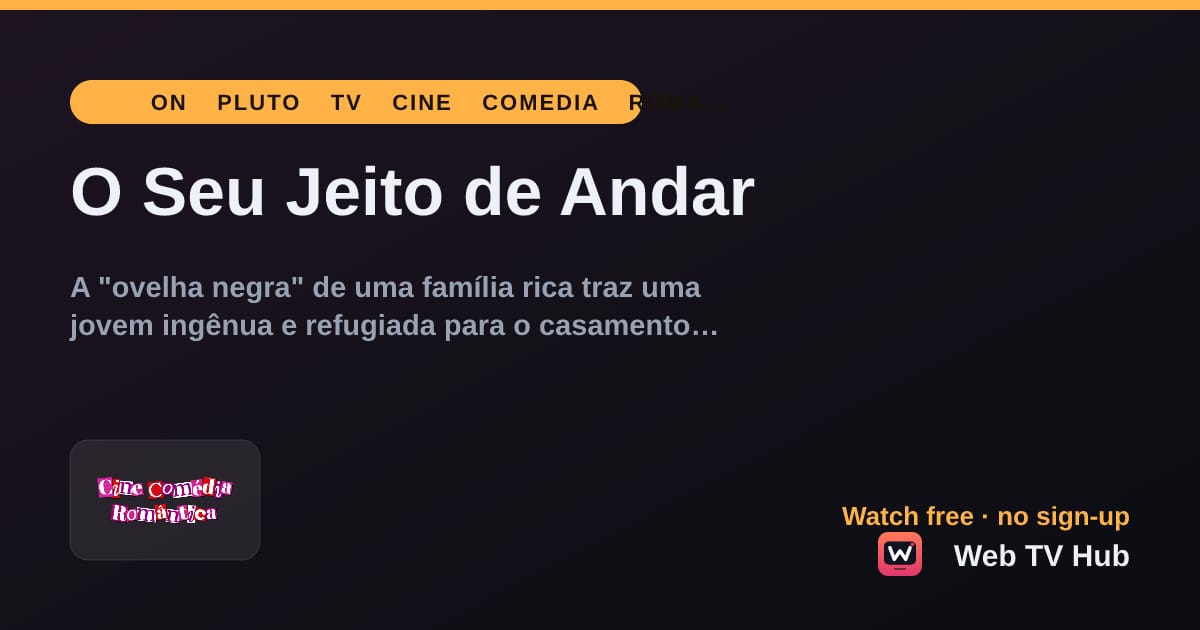 ON PLUTO TV CINE COMEDIA
O Seu Jeito de Andar
A "ovelha negra" de uma família rica traz uma
jovem ingênua e refugiada para o casamento…
Cine Comédia
Romântica
Watch free · no sign-up
Web TV Hub